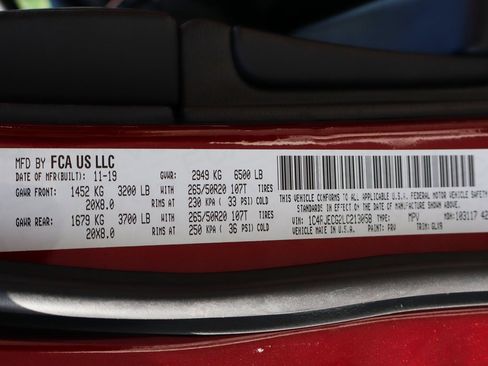 MFD BY FCA US LLC
DATE OF MFR(BUILT): 11-19 GVWR: 2949 KG 6500 LB
GAWR FRONT: 1452 KG 3200 LB WITH 265/50R20 107T TIRES
20X8.0 RIMS AT 230 KPA ( 33 PSI) COLD
GAWR REAR: 1679 KG 3700 LB WITH 265/50R20 107T TIRES
20X8.0 RIMS AT 250 KPA ( 36 PSI) COLD
THIS VEHICLE CONFORMS TO ALL APPLICABLE U.S.A. FEDERAL MOTOR VEHICLE
STANDARDS IN EFFECT ON THE DATE OF MANUFACTURE SHOWN ABOVE.
VIN: 1C4RJECG2LC213058 TYPE: MPV MDH: 103117 42
VEHICLE MADE IN U.S.A. PAINT: PRV TRIM: GLX9